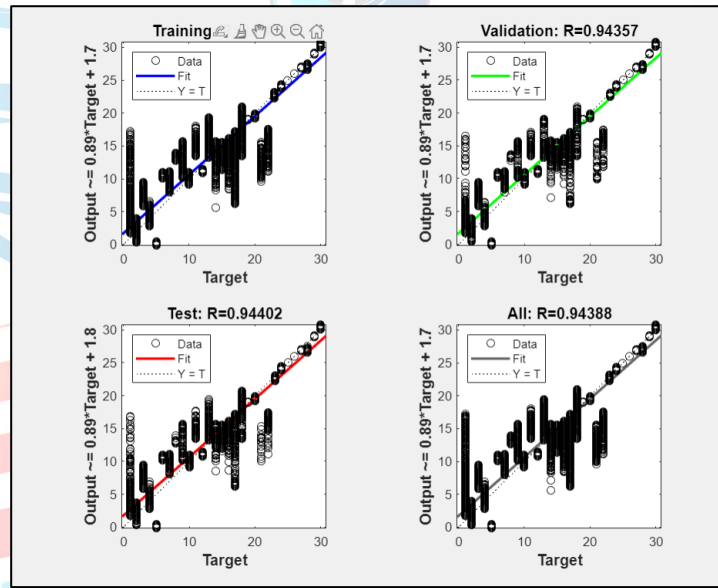 Training
Output ~= 0.89*Target + 1.7
30
25
20
15
10
5
0
Data
Fit
Y = T
0 10 20 30
Target
Validation: R=0.94357
Output ~= 0.89*Target + 1.7
30
25
20
15
10
5
0
Data
Fit
Y = T
0 10 20 30
Target
Test: R=0.94402
Output ~= 0.89*Target + 1.8
30
25
20
15
10
5
0
Data
Fit
Y = T
0 10 20 30
Target
All: R=0.94388
Output ~= 0.89*Target + 1.7
30
25
20
15
10
5
0
Data
Fit
Y = T
0 10 20 30
Target